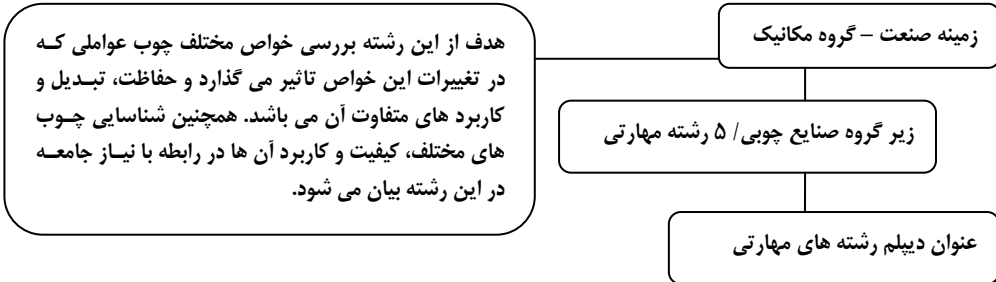 زمینه صنعت – گروه مکانیک
هدف از این رشته بررسی خواص مختلف چوب عواملی که
در تغییرات این خواص تاثیر می گذارد و حفاظت، تبدیل و
کاربرد های متفاوت آن می باشد. همچنین شناسایی چوب
های مختلف، کیفیت و کاربرد آن ها در رابطه با نیاز جامعه
در این رشته بیان می شود.
زیر گروه صنایع چوبی/ ۵ رشته مهارتی
عنوان دیپلم رشته های مهارتی